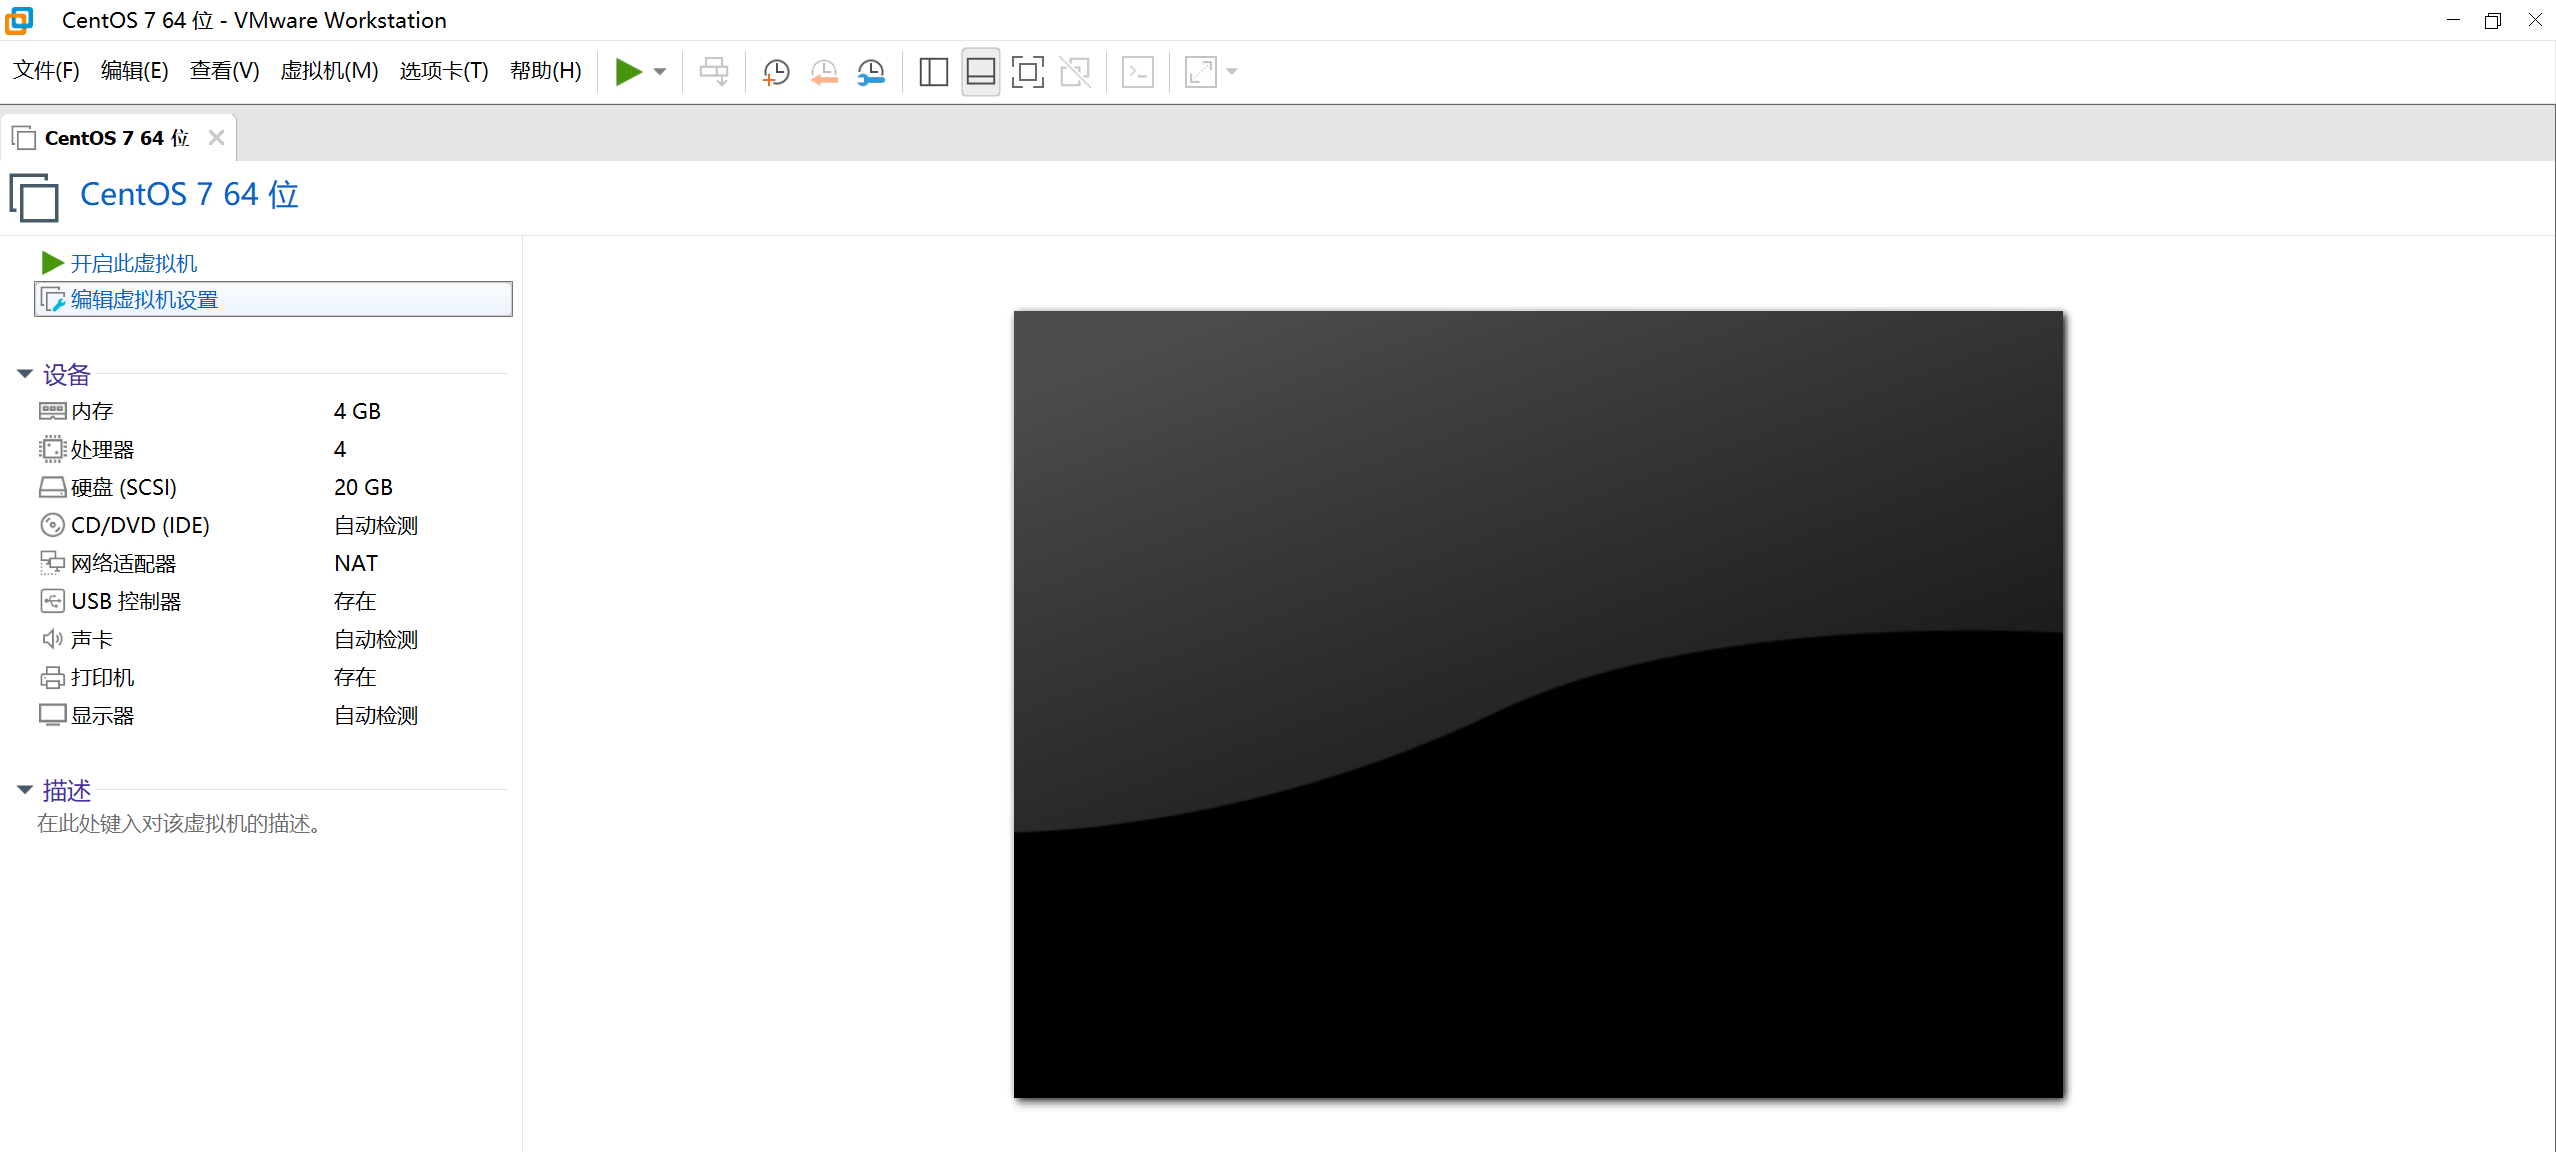 CentOS 7 64 位 - VMware Workstation
文件(F) 编辑(E) 查看(V) 虚拟机(M) 选项卡(T) 帮助(H)
CentOS 7 64 位
CentOS 7 64 位
开启此虚拟机
编辑虚拟机设置
设备
内存 4 GB
处理器 4
硬盘 (SCSI) 20 GB
CD/DVD (IDE) 自动检测
网络适配器 NAT
USB 控制器 存在
声卡 自动检测
打印机 存在
显示器 自动检测
描述
在此处键入对该虚拟机的描述。